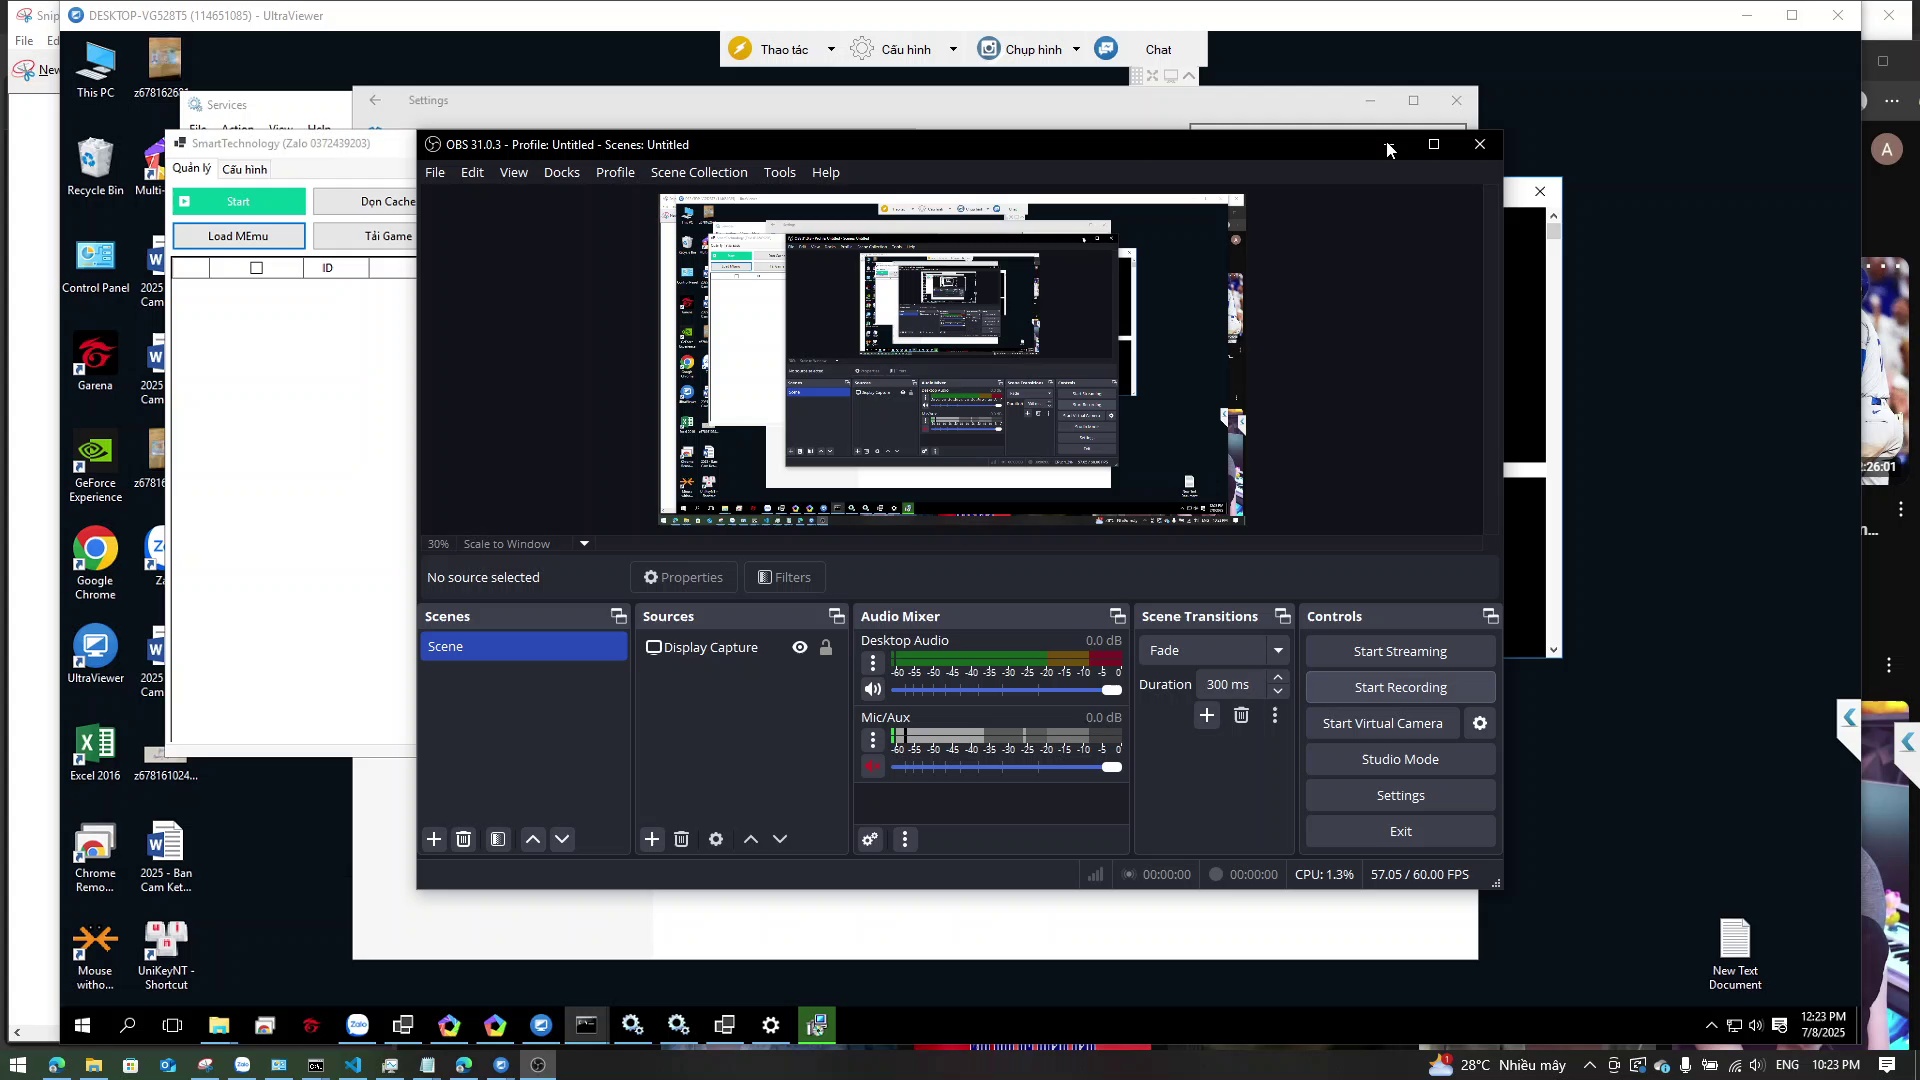 Snip
DESKTOP-VG528T5 (114651085) - UltraViewer
File Ed
New
Thao tác
Cấu hình
Chụp hình
Chat
This PC
z678162681
Services
File Action View Help
Settings
SmartTechnology (Zalo 0372439203)
Quản lý
Cấu hình
Start
Dọn Cache
Load MEmu
Tải Game
ID
OBS 31.0.3 - Profile: Untitled - Scenes: Untitled
File Edit View Docks Profile Scene Collection Tools Help
A
Recycle Bin
Multi-
Control Panel
2025
Cam
Garena
2025
Cam
GeForce
Experience
z67816
Google
Chrome
Za
UltraViewer
2025
Cam
Excel 2016
z678161024...
Chrome
Remo...
2025 - Ban
Cam Ket...
Mouse
witho...
UniKeyNT -
Shortcut
30% Scale to Window
No source selected
Properties
Filters
Scenes
Scene
Sources
Display Capture
Audio Mixer
Desktop Audio
0.0 dB
-60 -55 -50 -45 -40 -35 -30 -25 -20 -15 -10 -5 0
Mic/Aux
0.0 dB
-60 -55 -50 -45 -40 -35 -30 -25 -20 -15 -10 -5 0
Scene Transitions
Fade
Duration
300 ms
Controls
Start Streaming
Start Recording
Start Virtual Camera
Studio Mode
Settings
Exit
00:00:00
00:00:00
CPU: 1.3%
57.05 / 60.00 FPS
:26:01
n...
New Text
Document
Zalo
12:23 PM
7/8/2025
28°C Nhiều mây
ENG
10:23 PM